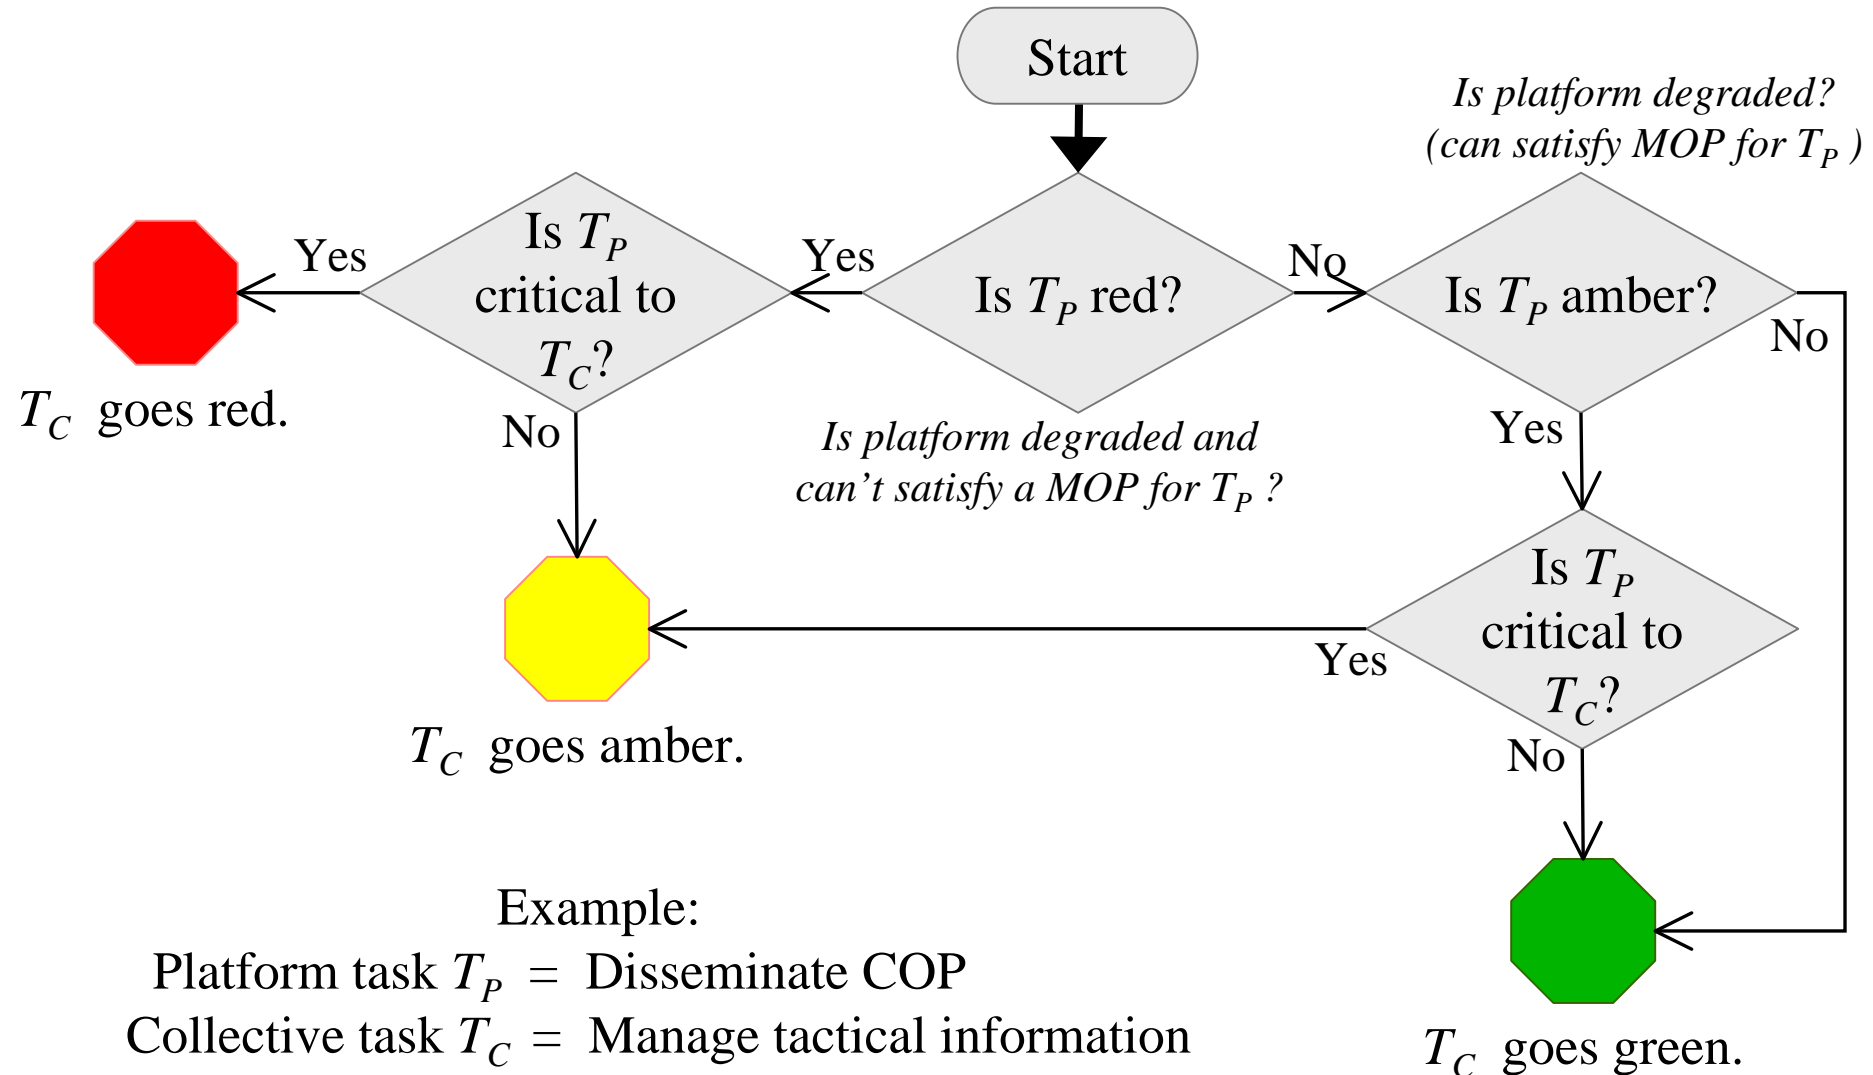 Start
Is platform degraded?
(can satisfy MOP for T_P )
Is T_P
critical to
T_C?
Yes
Yes
Is T_P red?
No
Is T_P amber?
No
T_C goes red.
No
Is platform degraded and
can't satisfy a MOP for T_P ?
Yes
Is T_P
critical to
T_C?
Yes
T_C goes amber.
No
Example:
Platform task T_P = Disseminate COP
Collective task T_C = Manage tactical information
T_C goes green.